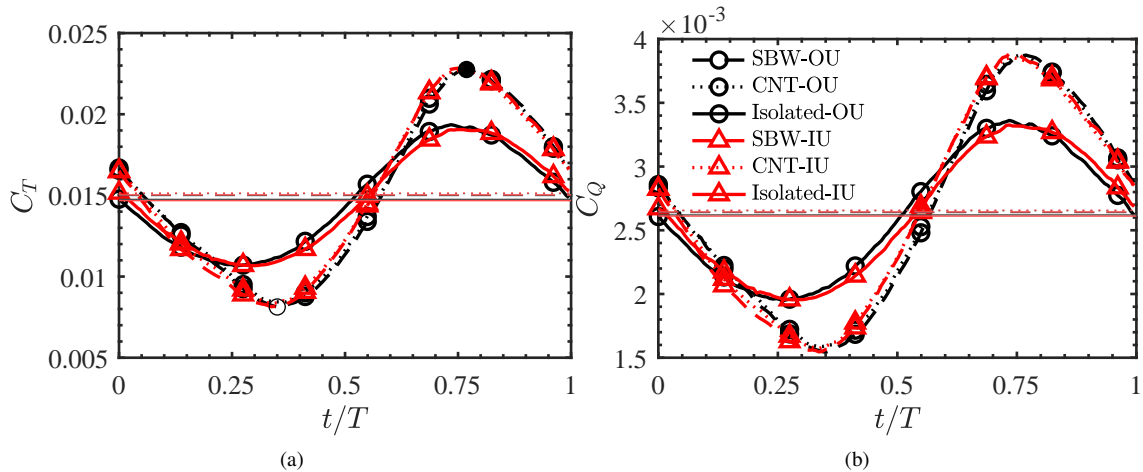 ×10⁻³
0.025
0.02
0.015
0.01
0.005
C_T
0
0.25
0.5
0.75
1
t/T
(a)
4
3.5
3
2.5
2
1.5
C_Q
SBW-OU
CNT-OU
Isolated-OU
SBW-IU
CNT-IU
Isolated-IU
0
0.25
0.5
0.75
1
t/T
(b)